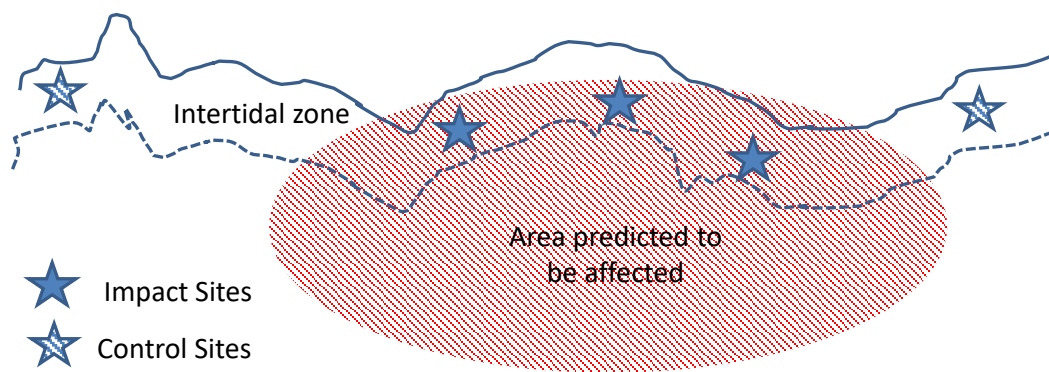 Intertidal zone
Area predicted to
be affected
Impact Sites
Control Sites